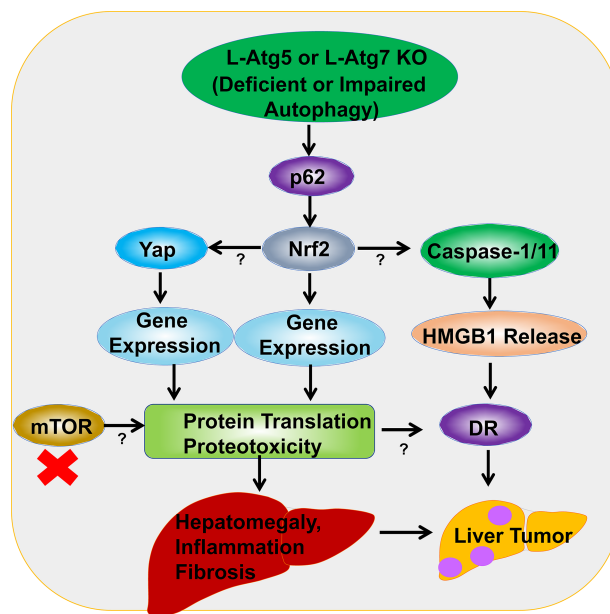 L-Atg5 or L-Atg7 KO
(Deficient or Impaired
Autophagy)
p62
Yap
?
Nrf2
?
Caspase-1/11
Gene
Expression
Gene
Expression
HMGB1 Release
mTOR
?
Protein Translation
Proteotoxicity
?
DR
Hepatomegaly,
Inflammation
Fibrosis
Liver Tumor